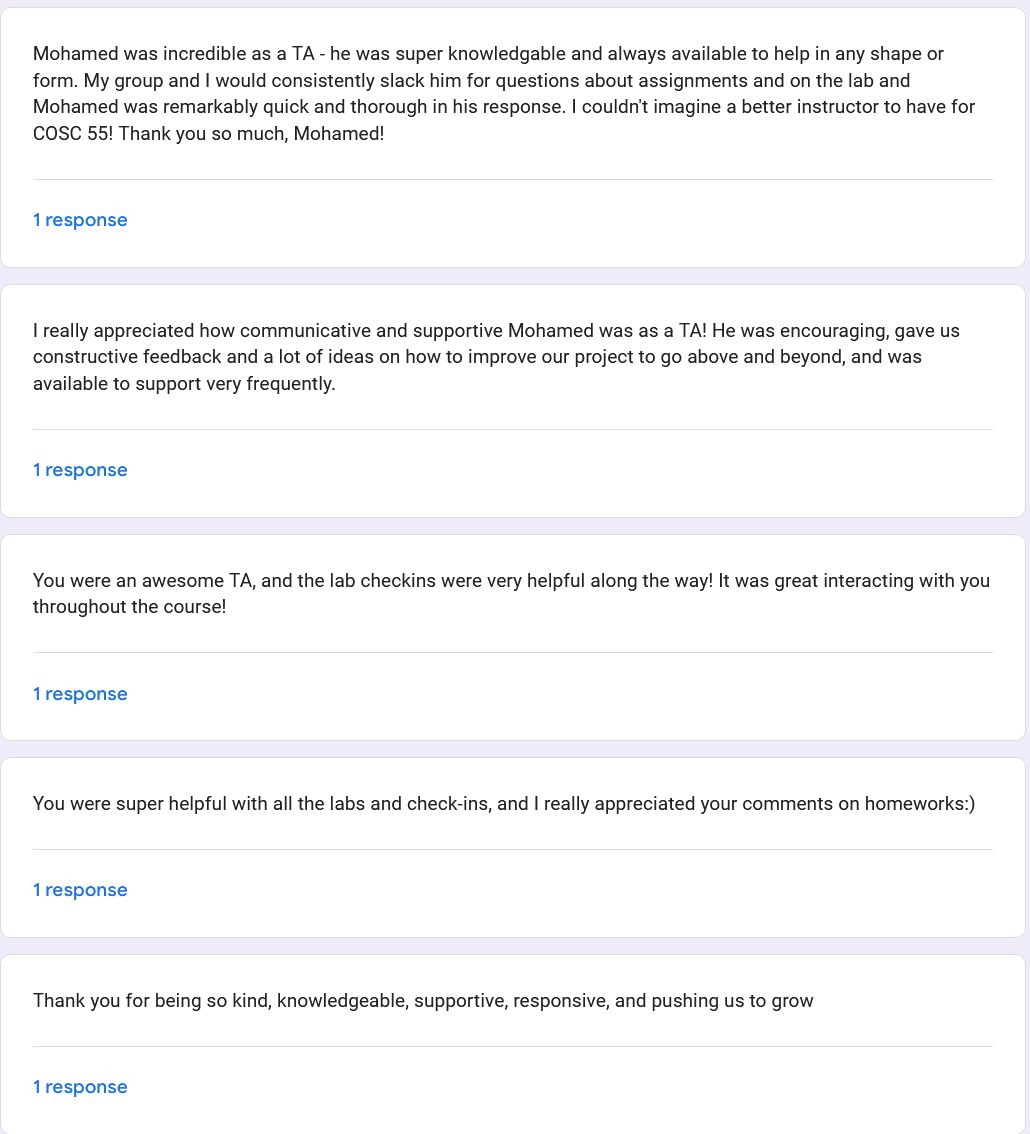 Mohamed was incredible as a TA - he was super knowledgable and always available to help in any shape or
form. My group and I would consistently slack him for questions about assignments and on the lab and
Mohamed was remarkably quick and thorough in his response. I couldn't imagine a better instructor to have for
COSC 55! Thank you so much, Mohamed!
1 response
I really appreciated how communicative and supportive Mohamed was as a TA! He was encouraging, gave us
constructive feedback and a lot of ideas on how to improve our project to go above and beyond, and was
available to support very frequently.
1 response
You were an awesome TA, and the lab checkins were very helpful along the way! It was great interacting with you
throughout the course!
1 response
You were super helpful with all the labs and check-ins, and I really appreciated your comments on homeworks:)
1 response
Thank you for being so kind, knowledgeable, supportive, responsive, and pushing us to grow
1 response